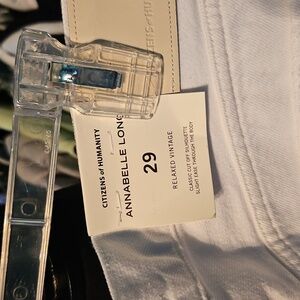 CITIZENS of HUMANITY
ANNABELLE LONG
29
RELAXED VINTAGE
CLASSIC CUT OFF SILHOUETTE
SLIGHT EASE THROUGH THE BODY